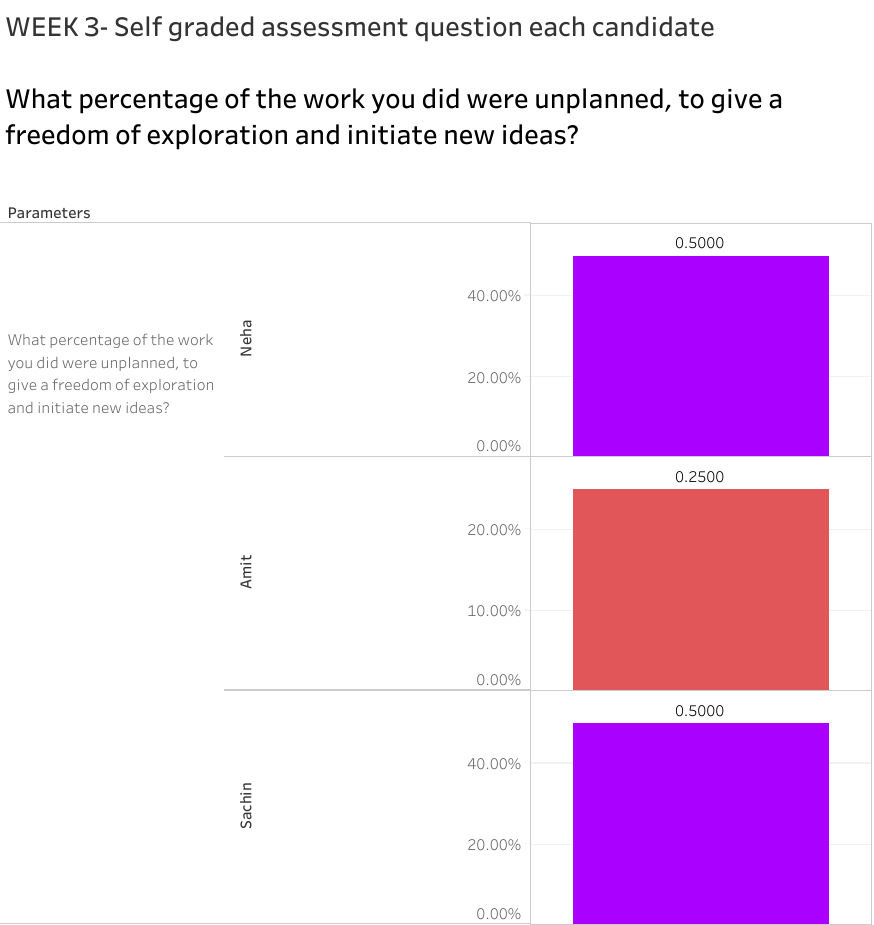 WEEK 3- Self graded assessment question each candidate
What percentage of the work you did were unplanned, to give a
freedom of exploration and initiate new ideas?
Parameters
What percentage of the work
you did were unplanned, to
give a freedom of exploration
and initiate new ideas?
Neha
0.5000
40.00%
20.00%
0.00%
Amit
0.2500
20.00%
10.00%
0.00%
Sachin
0.5000
40.00%
20.00%
0.00%